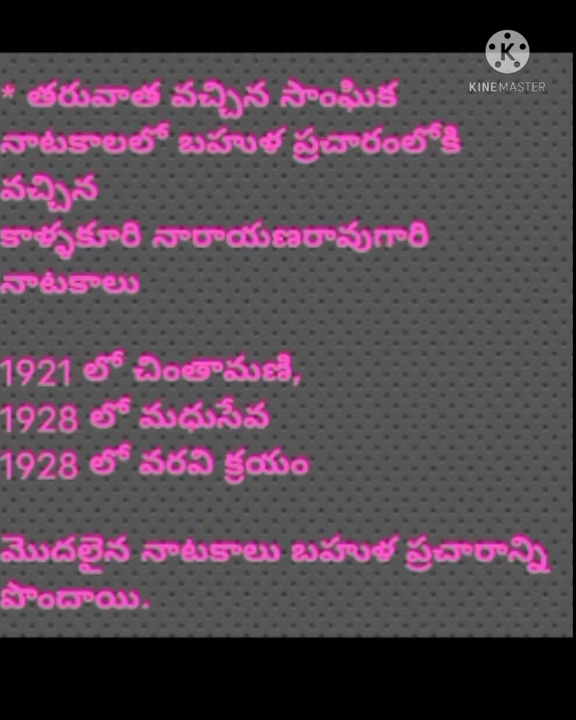 KINEMASTER
* తరువాత వచ్చిన సాంఘిక
నాటకాలలో బహుళ ప్రచారంలోకి
వచ్చిన
కాళ్ళకూరి నారాయణరావుగారి
నాటకాలు
1921 లో చింతామణి,
1928 లో మధుసేవ
1928 లో వరవి క్రయం
మొదలైన నాటకాలు బహుళ ప్రచారాన్ని
పొందాయి.